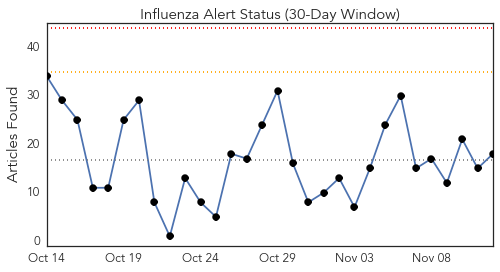 Influenza Alert Status (30-Day Window)
Articles Found
40
30
20
10
0
Oct 14 Oct 19 Oct 24 Oct 29 Nov 03 Nov 08